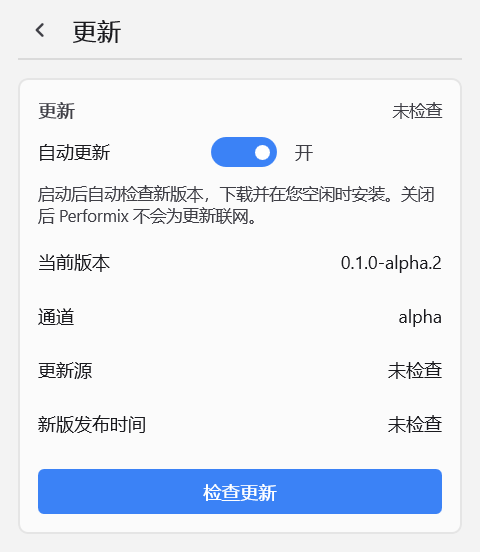 更新
更新 未检查
自动更新 开
启动后自动检查新版本，下载并在您空闲时安装。关闭
后 Performix 不会为更新联网。
当前版本 0.1.0-alpha.2
通道 alpha
更新源 未检查
新版发布时间 未检查
检查更新